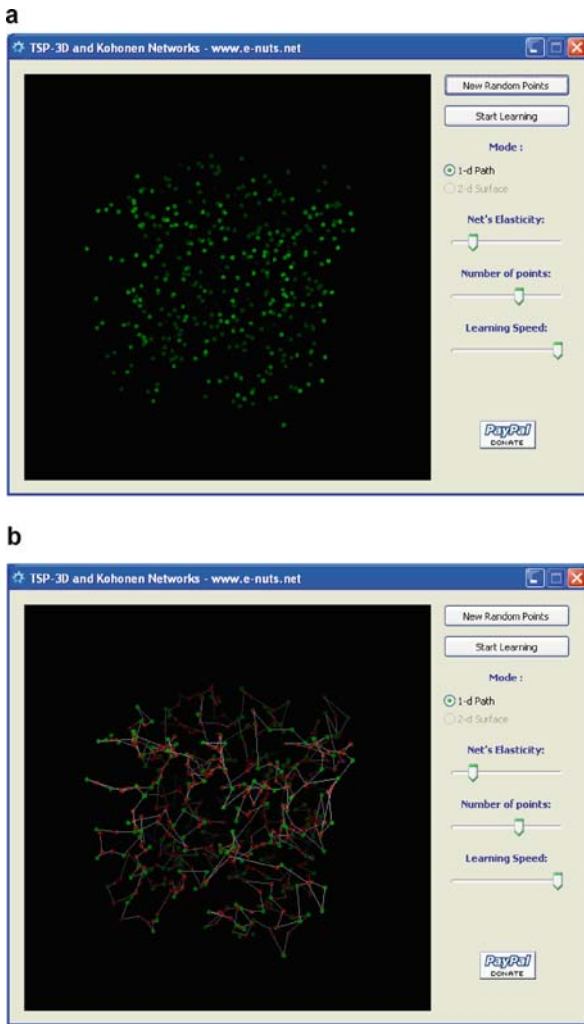 a
TSP-3D and Kohonen Networks - www.e-nuts.net
New Random Points
Start Learning
Mode :
1-d Path
2-d Surface
Net's Elasticity:
Number of points:
Learning Speed:
PayPal
DONATE
b
TSP-3D and Kohonen Networks - www.e-nuts.net
New Random Points
Start Learning
Mode :
1-d Path
2-d Surface
Net's Elasticity:
Number of points:
Learning Speed:
PayPal
DONATE